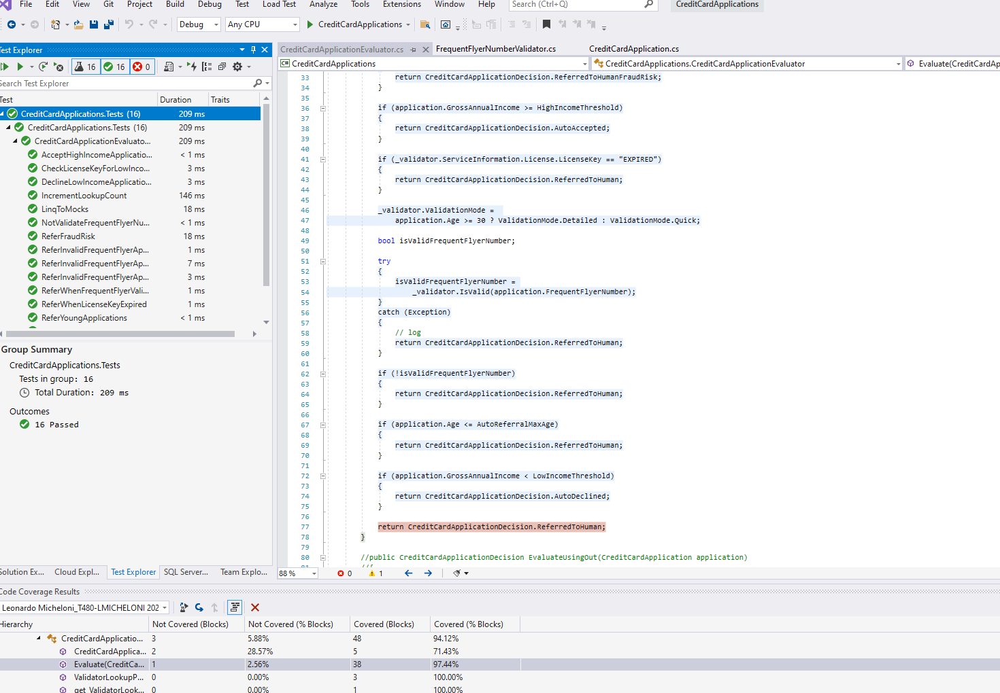 File Edit View Git Project Build Debug Test Load Test Analyze Tools Extensions Window Help Search (Ctrl+Q) CreditCardApplications
Debug Any CPU CreditCardApplications
Test Explorer
16 16 0
Search Test Explorer
Test Duration Traits
CreditCardApplications.Tests (16) 209 ms
CreditCardApplications.Tests (16) 209 ms
CreditCardApplicationEvaluato... 209 ms
AcceptHighIncomeApplicatio... < 1 ms
CheckLicenseKeyForLowInco... 3 ms
DeclineLowIncomeApplicatio... 3 ms
IncrementLookupCount 146 ms
LinqToMocks 18 ms
NotValidateFrequentFlyerNu... < 1 ms
ReferFraudRisk 18 ms
ReferInvalidFrequentFlyerAp... 1 ms
ReferInvalidFrequentFlyerAp... 7 ms
ReferInvalidFrequentFlyerAp... 3 ms
ReferWhenFrequentFlyerVali... 1 ms
ReferWhenLicenseKeyExpired 1 ms
ReferYoungApplications < 1 ms
Group Summary
CreditCardApplications.Tests
Tests in group: 16
Total Duration: 209 ms
Outcomes
16 Passed
Solution Ex... Cloud Expl... Test Explorer SQL Server... Team Explo...
CreditCardApplicationEvaluator.cs FrequentFlyerNumberValidator.cs CreditCardApplication.cs
C# CreditCardApplications CreditCardApplications.CreditCardApplicationEvaluator Evaluate(CreditCardAp
33 return CreditCardApplicationDecision.ReferredToHumanFraudRisk;
34 }
35
36 if (application.GrossAnnualIncome >= HighIncomeThreshold)
37 {
38 return CreditCardApplicationDecision.AutoAccepted;
39 }
40
41 if (_validator.ServiceInformation.License.LicenseKey == "EXPIRED")
42 {
43 return CreditCardApplicationDecision.ReferredToHuman;
44 }
45
46 _validator.ValidationMode =
47 application.Age >= 30 ? ValidationMode.Detailed : ValidationMode.Quick;
48
49 bool isValidFrequentFlyerNumber;
50
51 try
52 {
53 isValidFrequentFlyerNumber =
54 _validator.IsValid(application.FrequentFlyerNumber);
55 }
56 catch (Exception)
57 {
58 // log
59 return CreditCardApplicationDecision.ReferredToHuman;
60 }
61
62 if (!isValidFrequentFlyerNumber)
63 {
64 return CreditCardApplicationDecision.ReferredToHuman;
65 }
66
67 if (application.Age <= AutoReferralMaxAge)
68 {
69 return CreditCardApplicationDecision.ReferredToHuman;
70 }
71
72 if (application.GrossAnnualIncome < LowIncomeThreshold)
73 {
74 return CreditCardApplicationDecision.AutoDeclined;
75 }
76
77 return CreditCardApplicationDecision.ReferredToHuman;
78 }
79
80 //public CreditCardApplicationDecision EvaluateUsingOut(CreditCardApplication application)
81 //{
88 % 0 1
Code Coverage Results
Leonardo Micheloni_T480-LMICHELONI 202
Hierarchy Not Covered (Blocks) Not Covered (% Blocks) Covered (Blocks) Covered (% Blocks)
CreditCardApplicatio... 3 5.88% 48 94.12%
CreditCardApplica... 2 28.57% 5 71.43%
Evaluate(CreditCa... 1 2.56% 38 97.44%
ValidatorLookupP... 0 0.00% 3 100.00%
get_ValidatorLook... 0 0.00% 1 100.00%